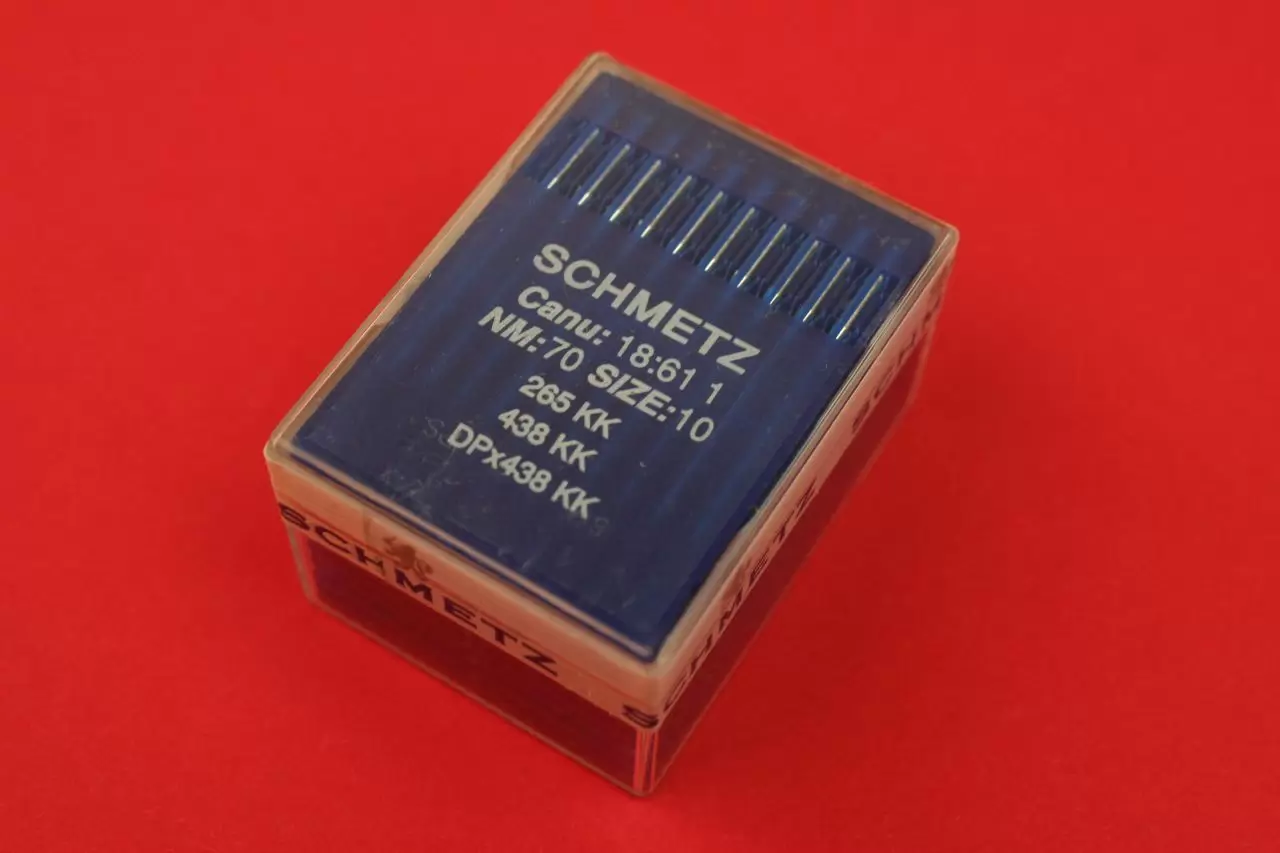 SCHMETZ
Canu: 18:61 1
NM:70 SIZE:10
265 KK
438 KK
DPx438 KK
SCHMETZ
SCHMETZ